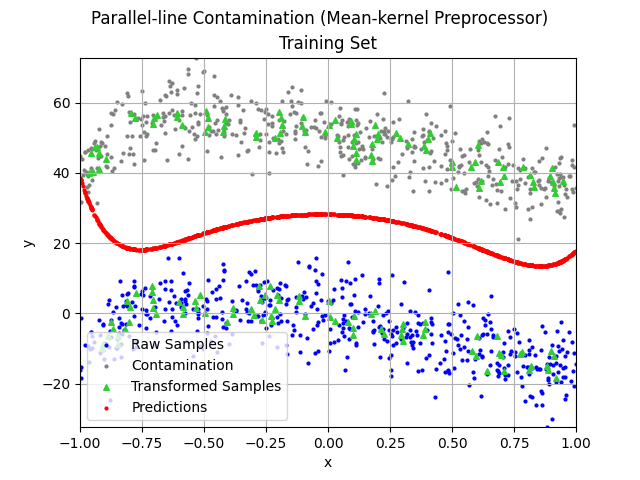 Parallel-line Contamination (Mean-kernel Preprocessor)
Training Set
60
40
20
0
−20
y
Raw Samples
Contamination
Transformed Samples
Predictions
−1.00 −0.75 −0.50 −0.25 0.00 0.25 0.50 0.75 1.00
x